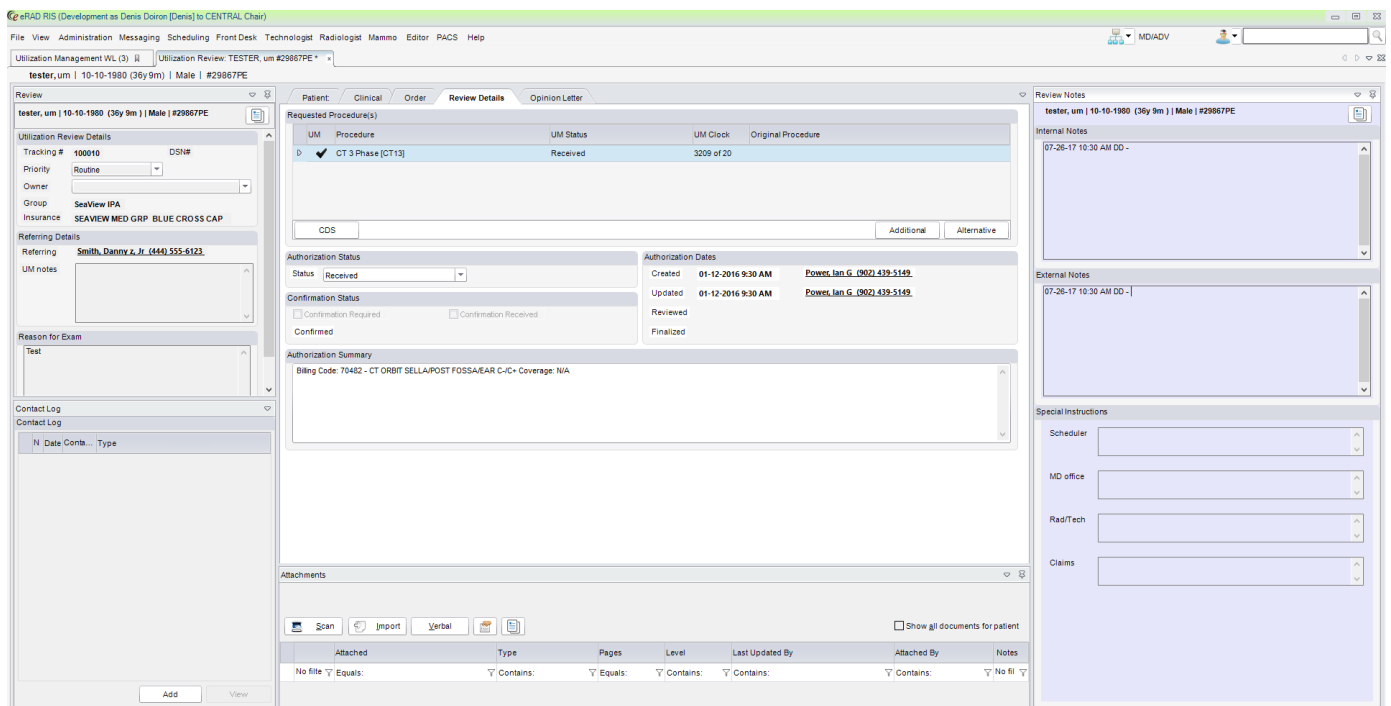 eRAD RIS (Development as Denis Doiron [Denis] to CENTRAL Chair)
File View Administration Messaging Scheduling Front Desk Technologist Radiologist Mammo Editor PACS Help
MD/ADV
Utilization Management WL (3)
Utilization Review: TESTER, um #29867PE *
tester, um | 10-10-1980 (36y 9m) | Male | #29867PE
Review
tester, um | 10-10-1980 (36y 9m ) | Male | #29867PE
Utilization Review Details
Tracking # 100010 DSN#
Priority Routine
Owner
Group SeaView IPA
Insurance SEAVIEW MED GRP BLUE CROSS CAP
Referring Details
Referring Smith, Danny z, Jr (444) 555-6123
UM notes
Reason for Exam
Test
Contact Log
Contact Log
N Date Conta... Type
Add View
Patient: Clinical Order Review Details Opinion Letter
Requested Procedure(s)
UM Procedure UM Status UM Clock Original Procedure
CT 3 Phase [CT13] Received 3209 of 20
CDS Additional Alternative
Authorization Status
Status Received
Confirmation Status
Confirmation Required Confirmation Received
Confirmed
Authorization Dates
Created 01-12-2016 9:30 AM Power, Ian G (902) 439-5149
Updated 01-12-2016 9:30 AM Power, Ian G (902) 439-5149
Reviewed
Finalized
Authorization Summary
Billing Code: 70482 - CT ORBIT SELLA/POST FOSSA/EAR C-/C+ Coverage: N/A
Attachments
Scan Import Verbal Show all documents for patient
Attached Type Pages Level Last Updated By Attached By Notes
No filte Equals: Contains: Equals: Contains: Contains: Contains: No fil
Review Notes
tester, um | 10-10-1980 (36y 9m ) | Male | #29867PE
Internal Notes
07-26-17 10:30 AM DD -
External Notes
07-26-17 10:30 AM DD -
Special Instructions
Scheduler
MD office
Rad/Tech
Claims